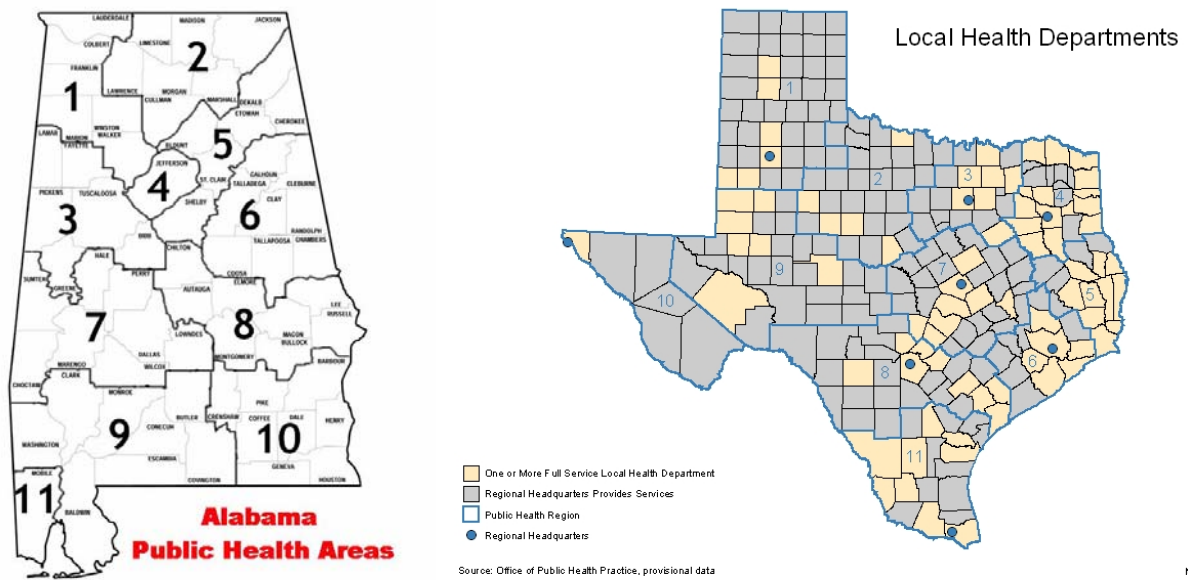 LAUDERDALE
MADISON
JACKSON
COLBERT
LIMESTONE
2
FRANKLIN
1
LAWRENCE
MORGAN
CULLMAN
MARSHALL
DEKALB
ETOWAH
CHEROKEE
LAMAR
MARION
FAYETTE
WINSTON
WALKER
BLOUNT
5
JEFFERSON
4
ST. CLAIR
CALHOUN
TALLADEGA
CLEBURNE
PICKENS
TUSCALOOSA
SHELBY
CLAY
6
3
RANDOLPH
CHAMBERS
BIBB
TALLAPOOSA
CHILTON
HALE
PERRY
COOSA
ELMORE
SUMTER
GREENE
AUTAUGA
LEE
RUSSELL
7
8
LOWNDES
MACON
BULLOCK
DALLAS
MONTGOMERY
BARBOUR
MARENGO
WILCOX
CLARK
CHOCTAW
MONROE
PIKE
BUTLER
CRENSHAW
COFFEE
DALE
HENRY
9
CONECUH
10
WASHINGTON
ESCAMBIA
GENEVA
MOBILE
COVINGTON
HOUSTON
11
BALDWIN
Alabama
Public Health Areas
Local Health Departments
1
2
3
4
7
9
10
5
6
8
11
One or More Full Service Local Health Department
Regional Headquarters Provides Services
Public Health Region
Regional Headquarters
Source: Office of Public Health Practice, provisional data